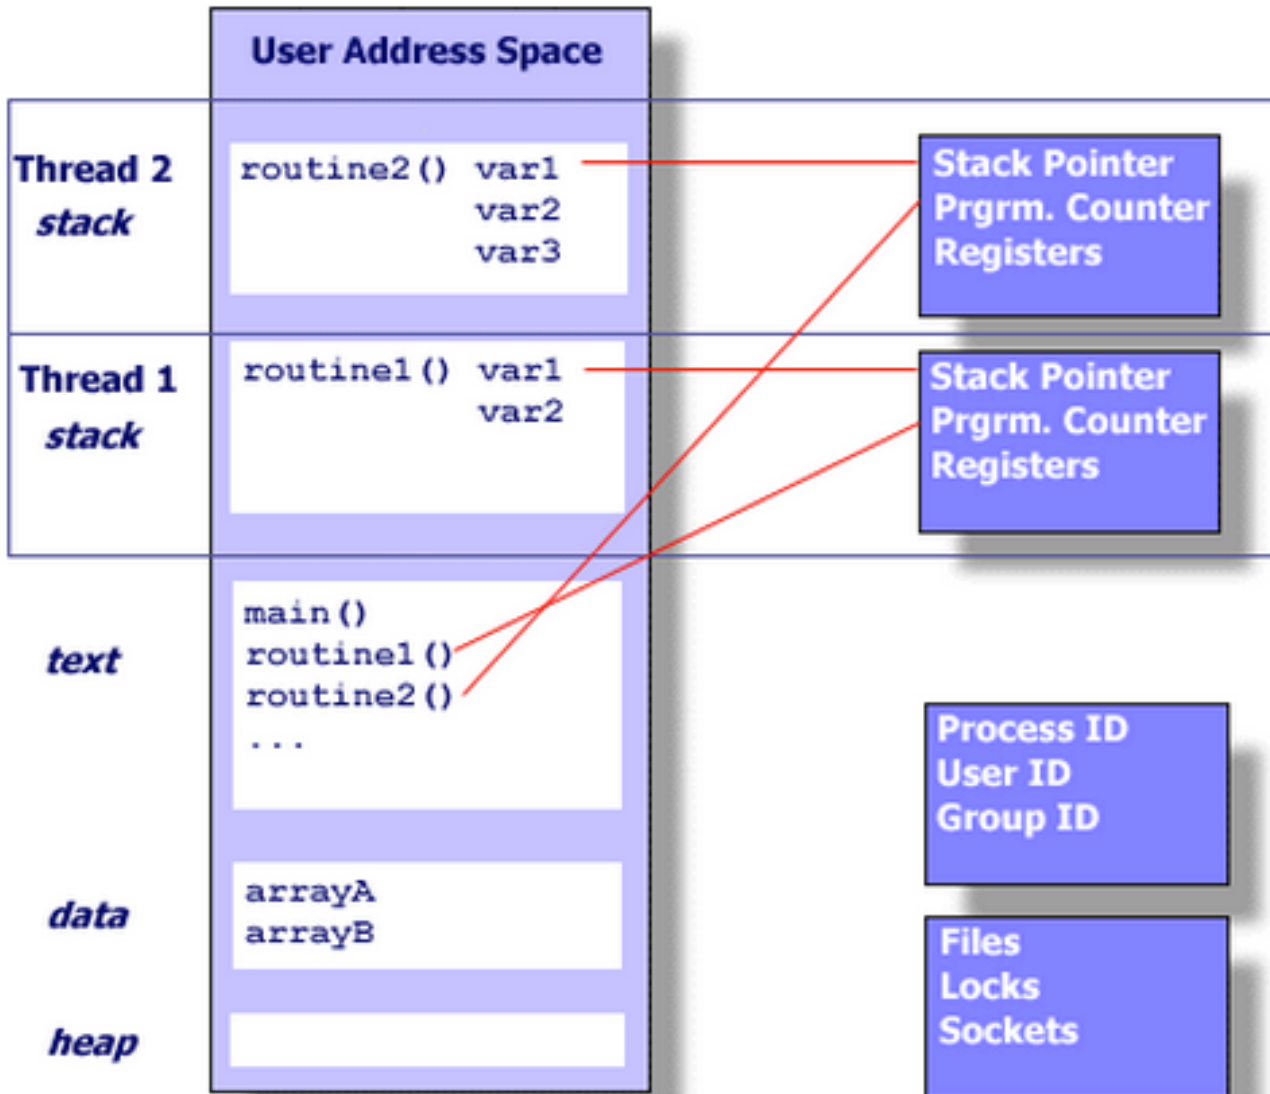 User Address Space
Thread 2
stack
routine2() var1
var2
var3
Stack Pointer
Prgrm. Counter
Registers
Thread 1
stack
routine1() var1
var2
Stack Pointer
Prgrm. Counter
Registers
text
main()
routine1()
routine2()
...
Process ID
User ID
Group ID
data
arrayA
arrayB
Files
Locks
Sockets
heap